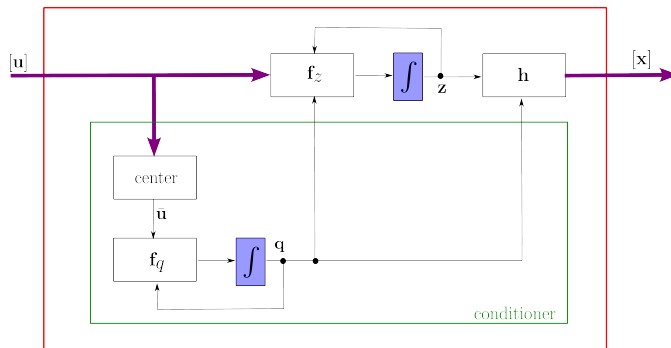 [u]
f_z
∫
z
h
[x]
center
ū
f_q
∫
q
conditioner